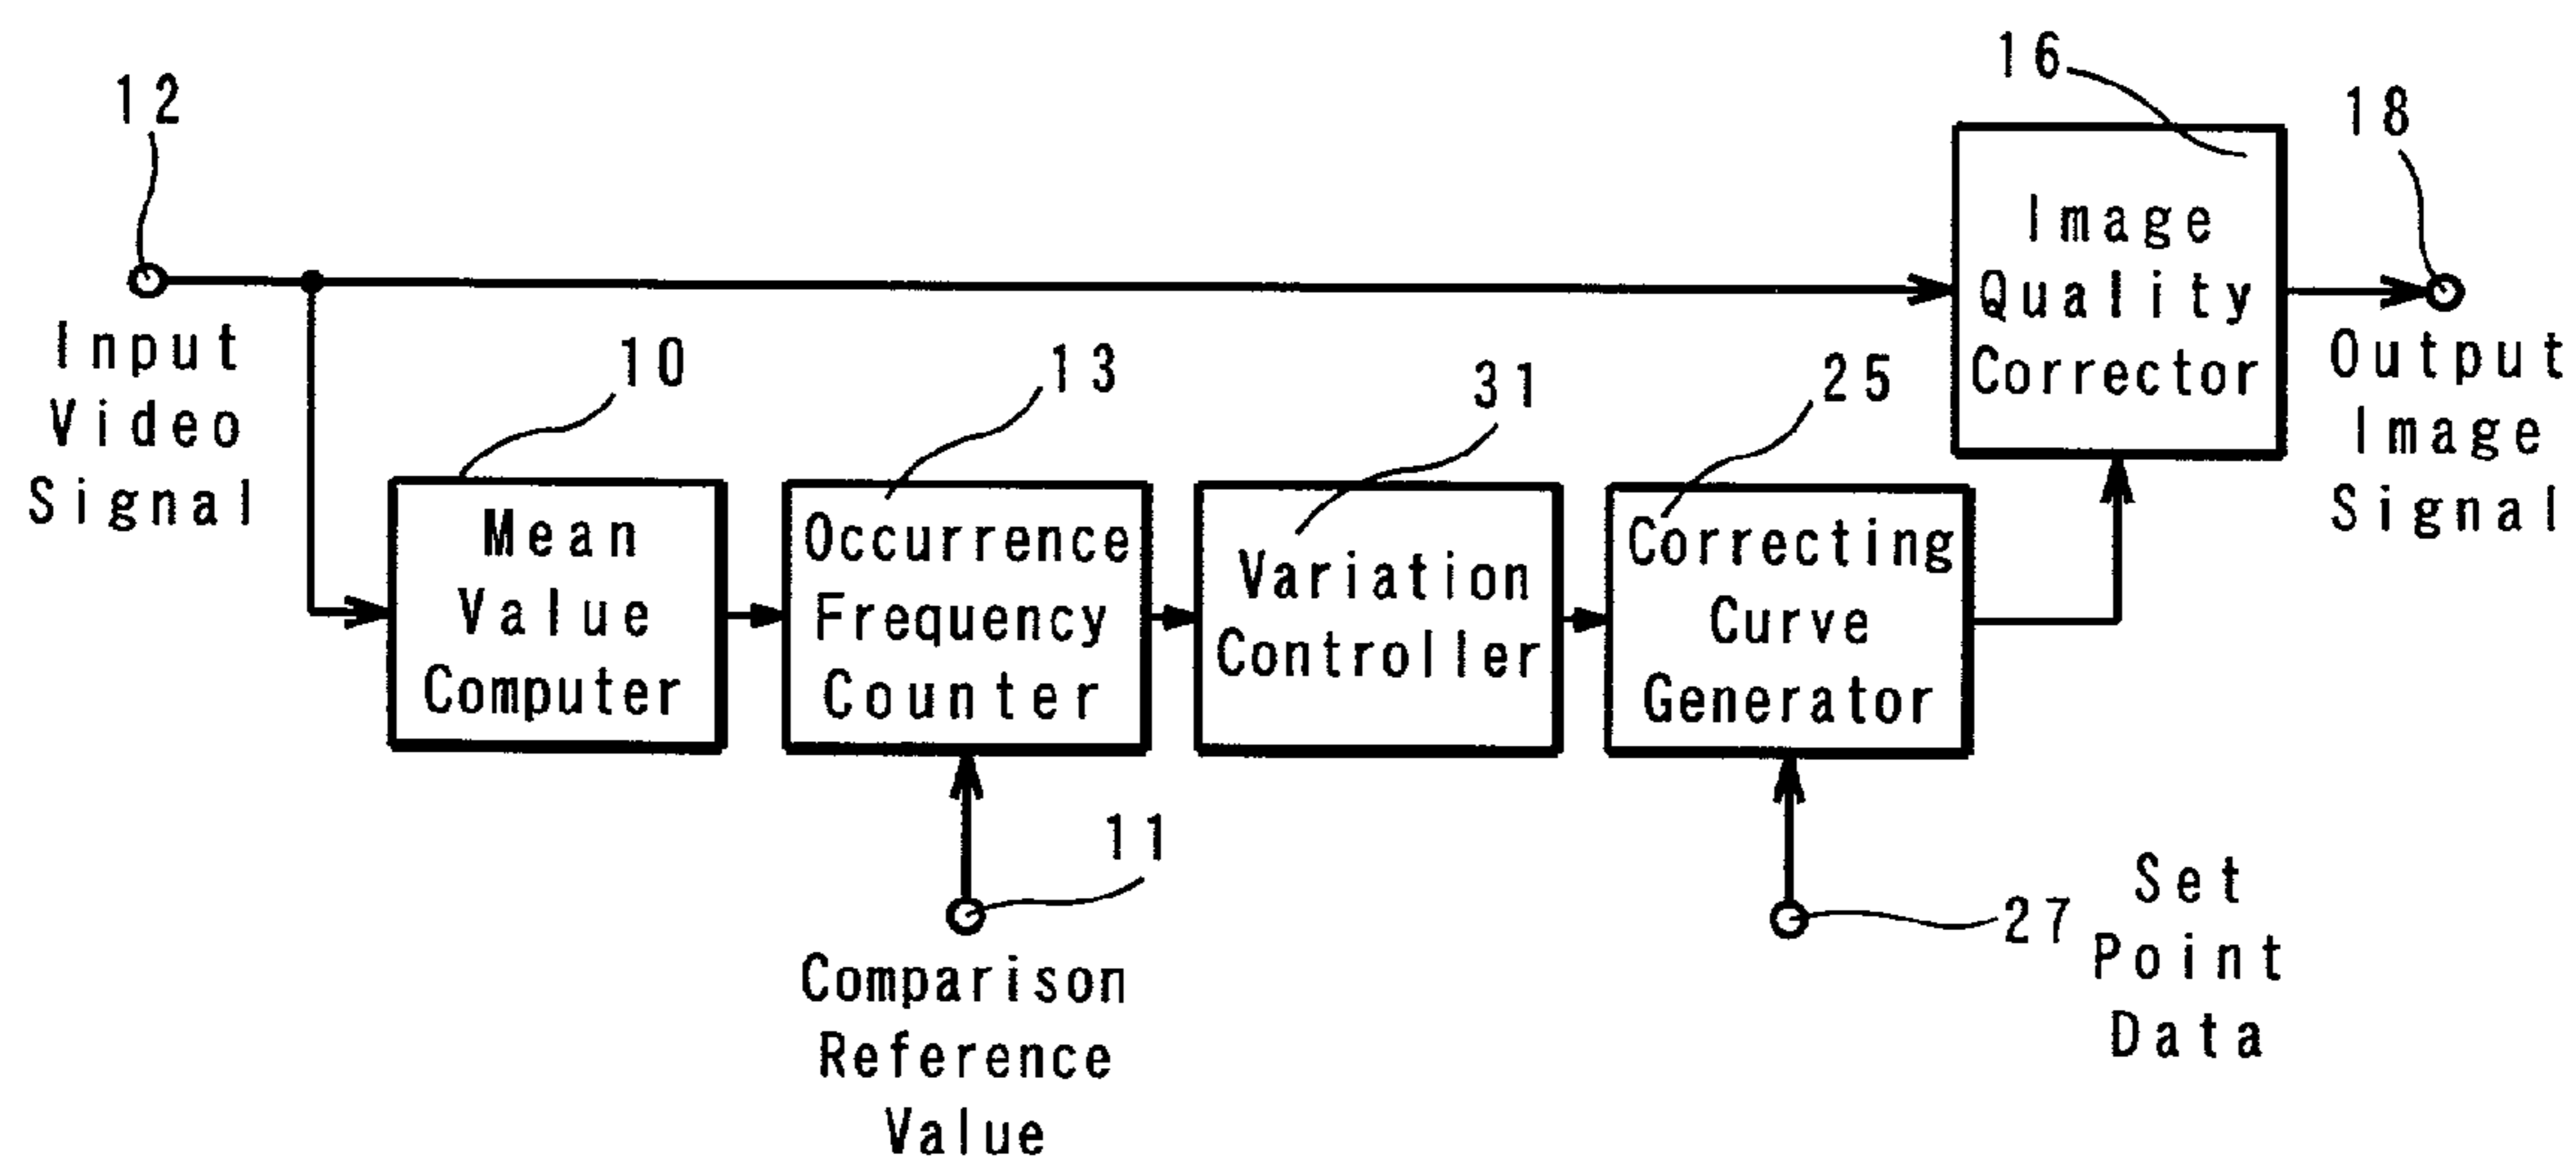 12
16
18
Input
Video
Signal
Image
Quality
Corrector
Output
Image
Signal
10
13
31
25
Mean
Value
Computer
Occurrence
Frequency
Counter
Variation
Controller
Correcting
Curve
Generator
11
27
Comparison
Reference
Value
Set
Point
Data